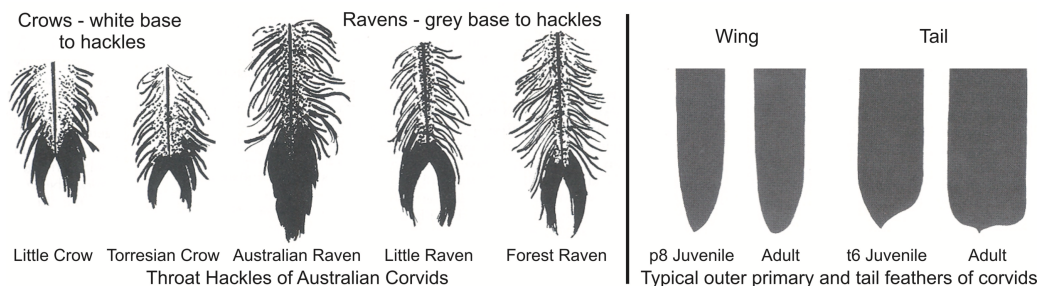 Crows - white base
to hackles
Ravens - grey base to hackles
Little Crow
Torresian Crow
Australian Raven
Little Raven
Forest Raven
Throat Hackles of Australian Corvids
Wing
Tail
p8 Juvenile
Adult
t6 Juvenile
Adult
Typical outer primary and tail feathers of corvids